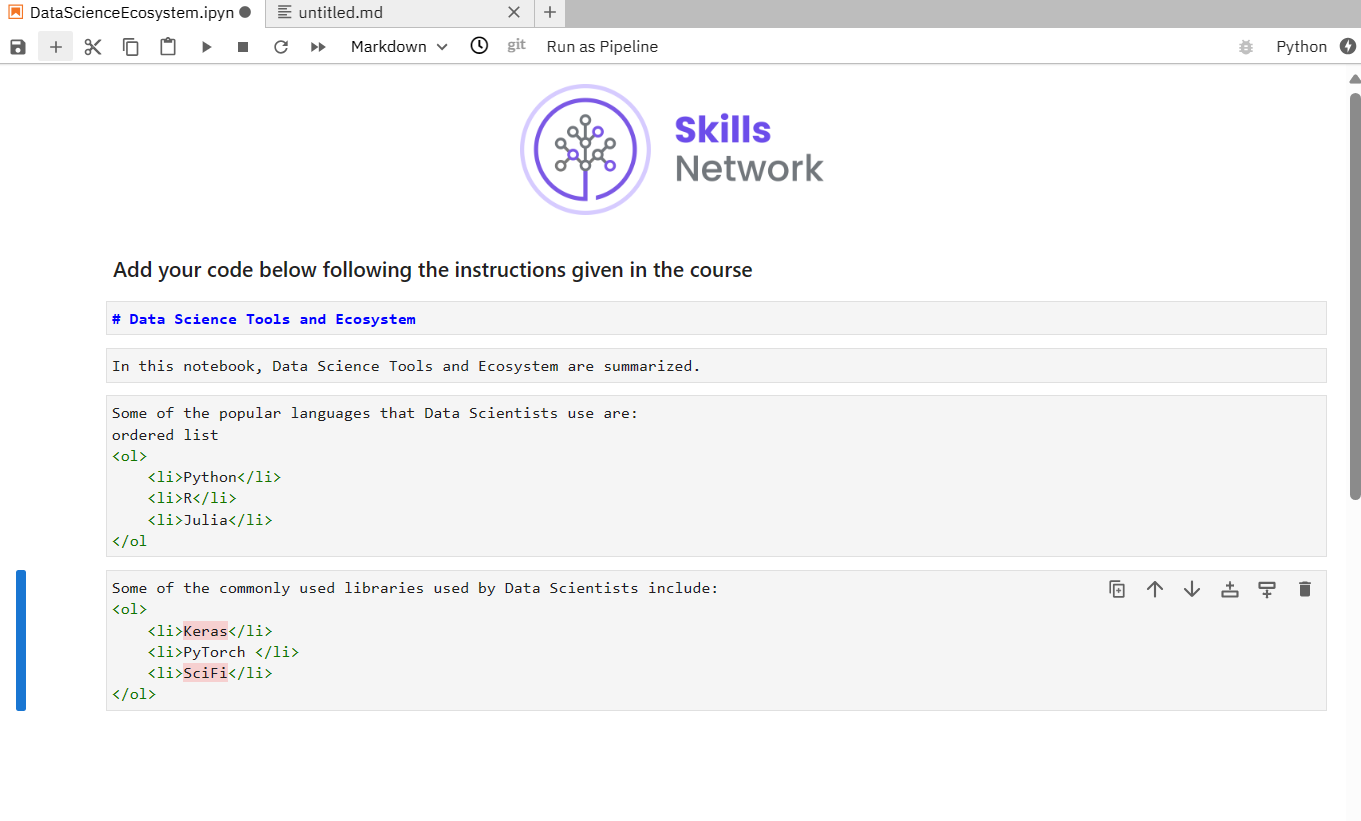 DataScienceEcosystem.ipyn
untitled.md
Markdown
git
Run as Pipeline
Python
Skills
Network
Add your code below following the instructions given in the course
# Data Science Tools and Ecosystem
In this notebook, Data Science Tools and Ecosystem are summarized.
Some of the popular languages that Data Scientists use are:
ordered list
<ol>
    <li>Python</li>
    <li>R</li>
    <li>Julia</li>
</ol
Some of the commonly used libraries used by Data Scientists include:
<ol>
    <li>Keras</li>
    <li>PyTorch </li>
    <li>SciFi</li>
</ol>